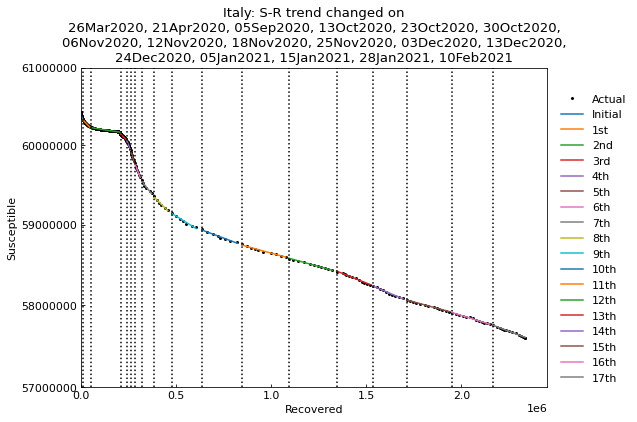 Italy: S-R trend changed on
26Mar2020, 21Apr2020, 05Sep2020, 13Oct2020, 23Oct2020, 30Oct2020,
06Nov2020, 12Nov2020, 18Nov2020, 25Nov2020, 03Dec2020, 13Dec2020,
24Dec2020, 05Jan2021, 15Jan2021, 28Jan2021, 10Feb2021
61000000
60000000
59000000
58000000
57000000
Susceptible
0.0
0.5
1.0
1.5
2.0
1e6
Recovered
Actual
Initial
1st
2nd
3rd
4th
5th
6th
7th
8th
9th
10th
11th
12th
13th
14th
15th
16th
17th